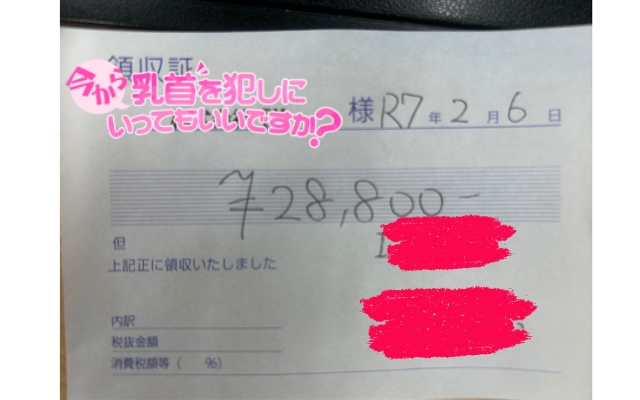 領収証
今から乳首を犯しに
いってもいいですか?
様 R7年2月6日
¥28,800-
但
上記正に領収いたしました
内訳
税抜金額
消費税額等( %)